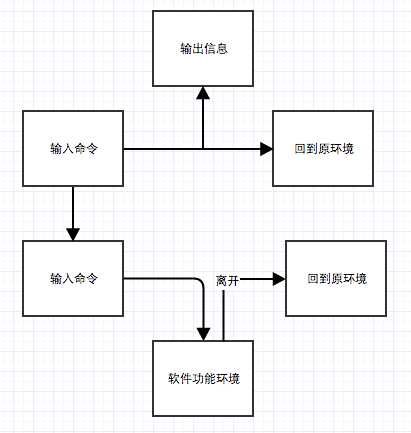 输出信息
输入命令
回到原环境
输入命令
离开
回到原环境
软件功能环境